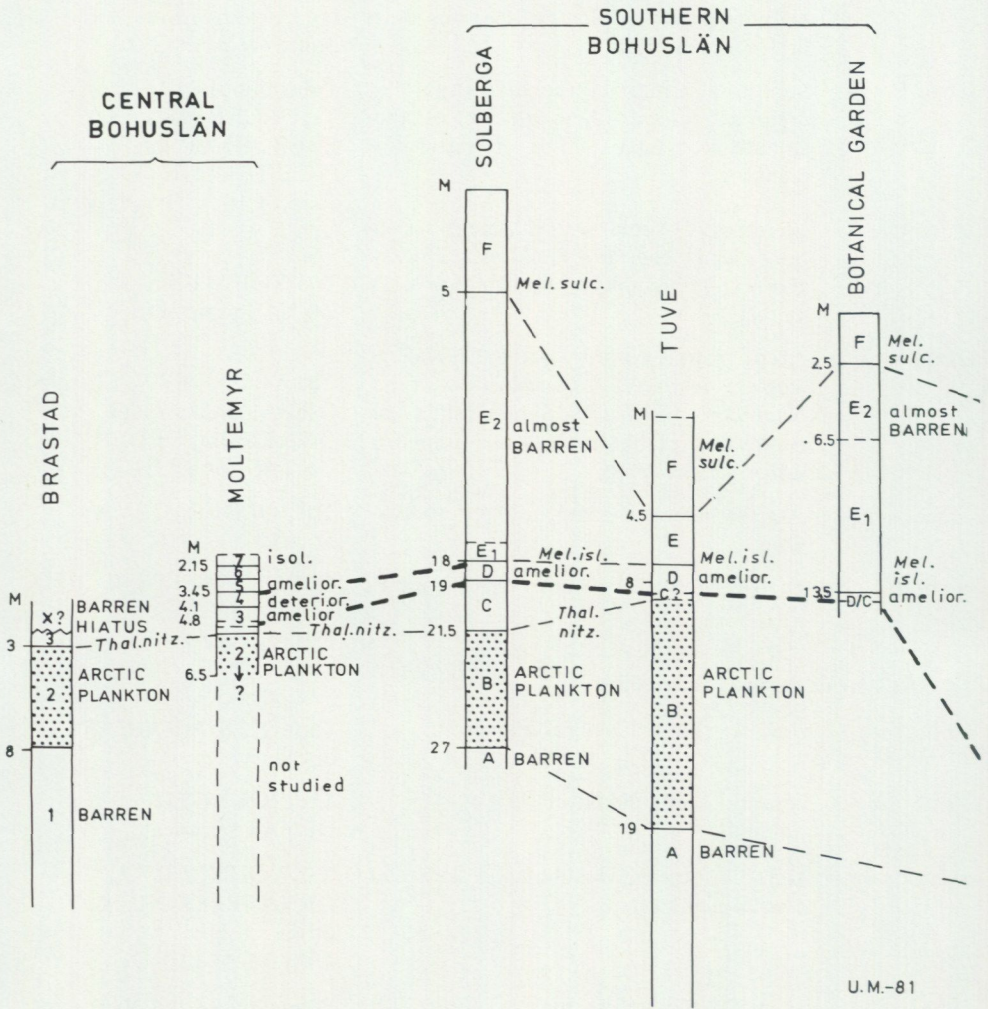 SOUTHERN
BOHUSLÄN
CENTRAL
BOHUSLÄN
BRASTAD
M
x?
BARREN
HIATUS
3
3
Thal.nitz.
ARCTIC
PLANKTON
2
8
1
BARREN
MOLTEMYR
M
2.15
7
isol.
6
3.45
5
amelior.
4.1
4
deterior.
4.8
3
amelior
Thal.nitz.
2
ARCTIC
PLANKTON
6.5
?
not
studied
SOLBERGA
M
F
5
Mel. sulc.
E2
almost
BARREN
E1
18
Mel.isl.
D
amelior.
19
C
21.5
Thal.
nitz.
B
ARCTIC
PLANKTON
27
A
BARREN
TUVE
M
F
Mel.
sulc.
4.5
E
Mel.isl.
D
amelior.
8
C2
B
ARCTIC
PLANKTON
19
A
BARREN
BOTANICAL GARDEN
M
F
Mel.
sulc.
2.5
E2
almost
BARREN
6.5
E1
Mel.
isl.
13.5
D/C
amelior.
U.M.-81